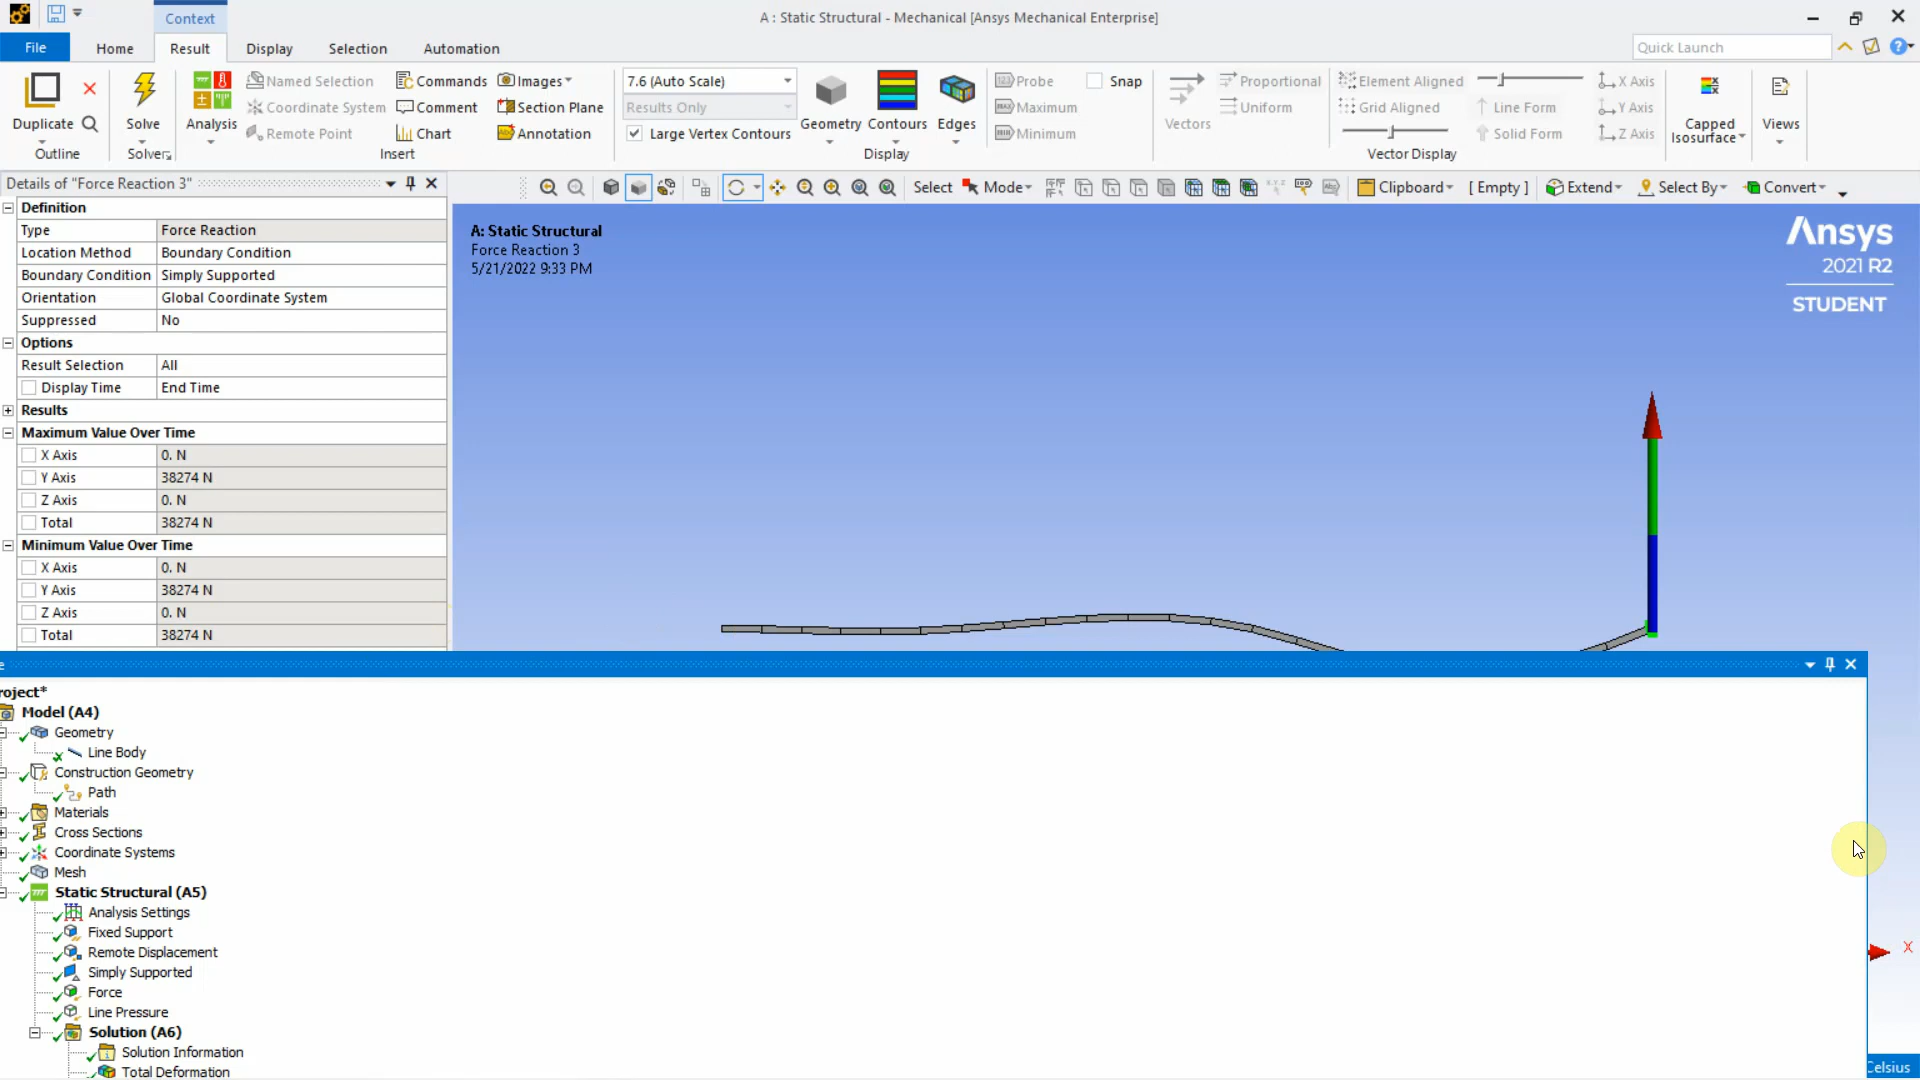 Context
A : Static Structural - Mechanical [Ansys Mechanical Enterprise]
File
Home
Result
Display
Selection
Automation
Quick Launch
Duplicate
Outline
Solve
Solver
Analysis
Named Selection
Coordinate System
Remote Point
Commands
Comment
Chart
Images
Section Plane
Annotation
Insert
7.6 (Auto Scale)
Results Only
Large Vertex Contours
Geometry
Contours
Edges
Display
Probe
Maximum
Minimum
Snap
Vectors
Proportional
Uniform
Element Aligned
Grid Aligned
Line Form
Solid Form
X Axis
Y Axis
Z Axis
Vector Display
Capped
Isosurface
Views
Details of "Force Reaction 3"
Select
Mode
Clipboard
[ Empty ]
Extend
Select By
Convert
Definition
Type Force Reaction
Location Method Boundary Condition
Boundary Condition Simply Supported
Orientation Global Coordinate System
Suppressed No
Options
Result Selection All
Display Time End Time
Results
Maximum Value Over Time
X Axis 0. N
Y Axis 38274 N
Z Axis 0. N
Total 38274 N
Minimum Value Over Time
X Axis 0. N
Y Axis 38274 N
Z Axis 0. N
Total 38274 N
A: Static Structural
Force Reaction 3
5/21/2022 9:33 PM
Ansys
2021 R2
STUDENT
e
roject*
Model (A4)
Geometry
Line Body
Construction Geometry
Path
Materials
Cross Sections
Coordinate Systems
Mesh
Static Structural (A5)
Analysis Settings
Fixed Support
Remote Displacement
Simply Supported
Force
Line Pressure
Solution (A6)
Solution Information
Total Deformation
X
Celsius